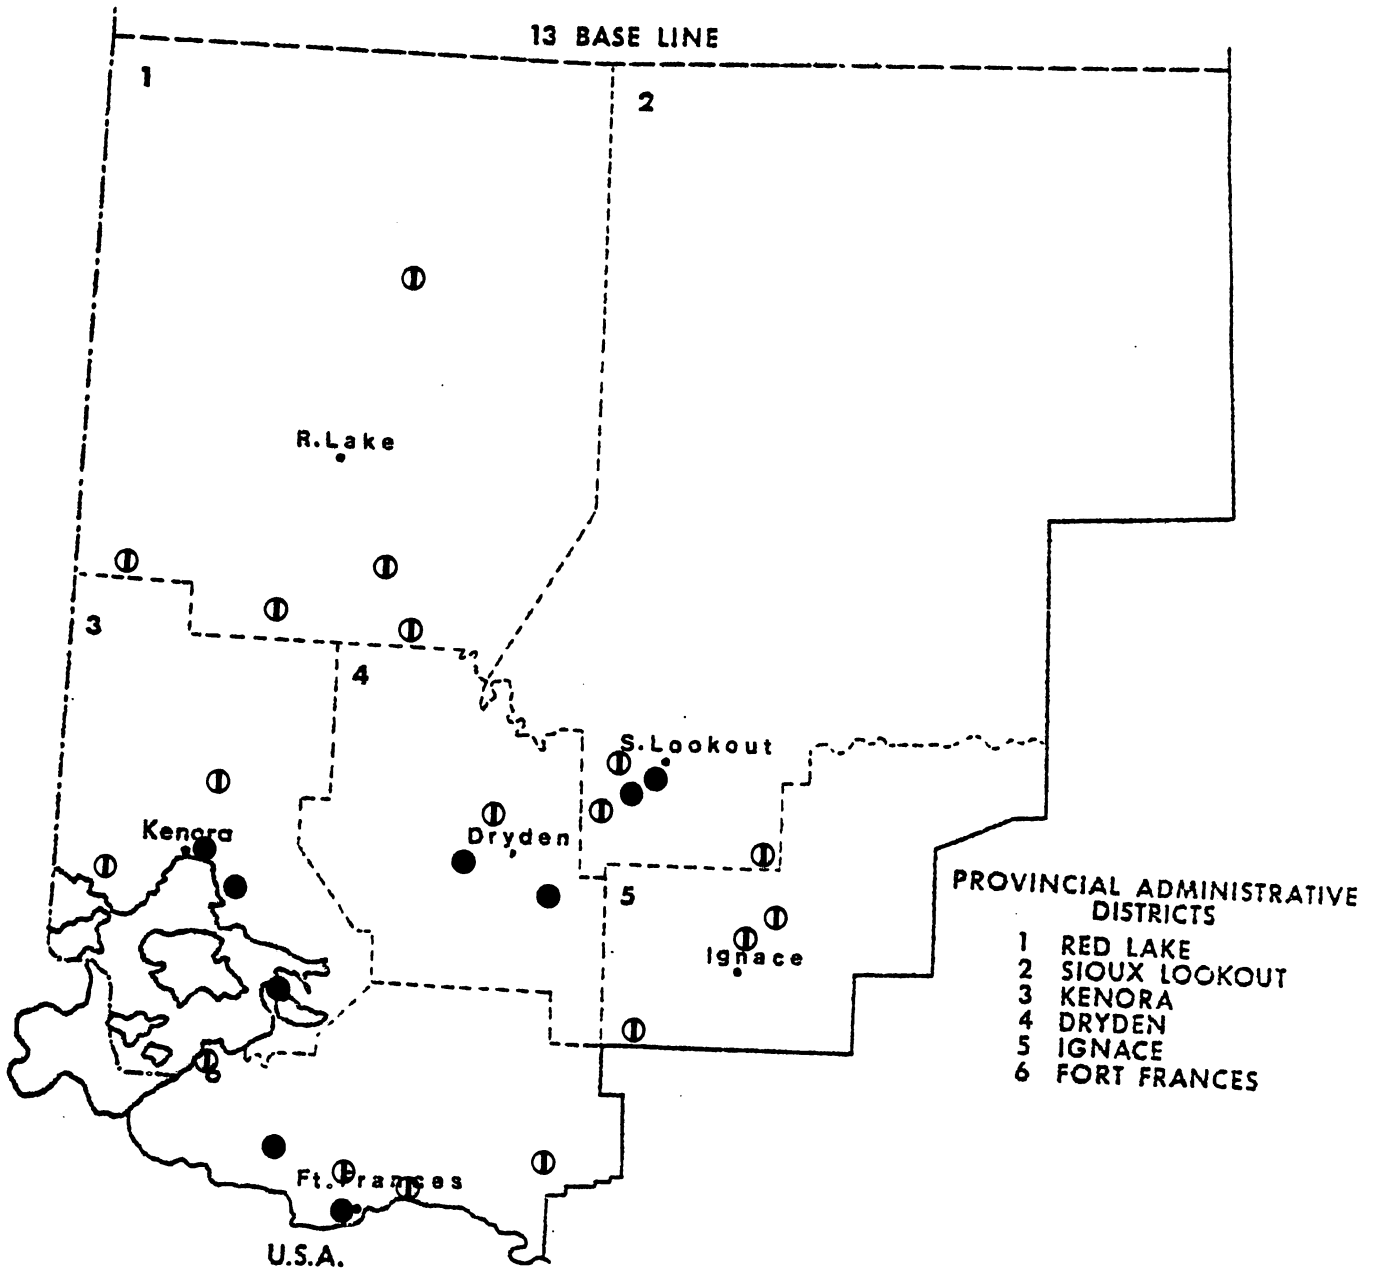 13 BASE LINE
1
2
R.Lake
3
4
S.Lookout
Kenora
Dryden
5
PROVINCIAL ADMINISTRATIVE
DISTRICTS
1 RED LAKE
2 SIOUX LOOKOUT
3 KENORA
4 DRYDEN
5 IGNACE
6 FORT FRANCES
Ignace
6
Ft. Frances
U.S.A.